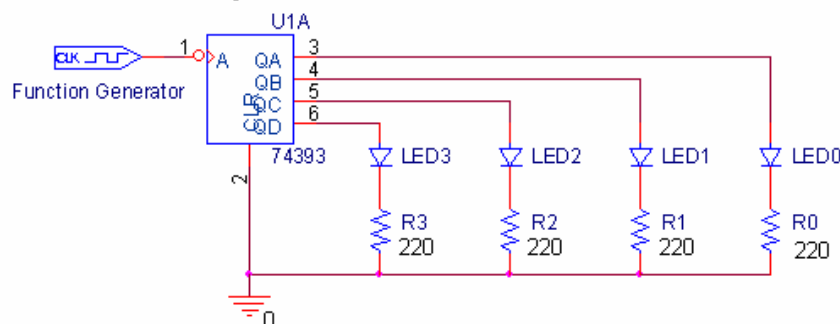 U1A
CLK
1
A
QA
3
QB
4
QC
5
QD
6
CLR
2
Function Generator
74393
LED3
LED2
LED1
LED0
R3
220
R2
220
R1
220
R0
220
0